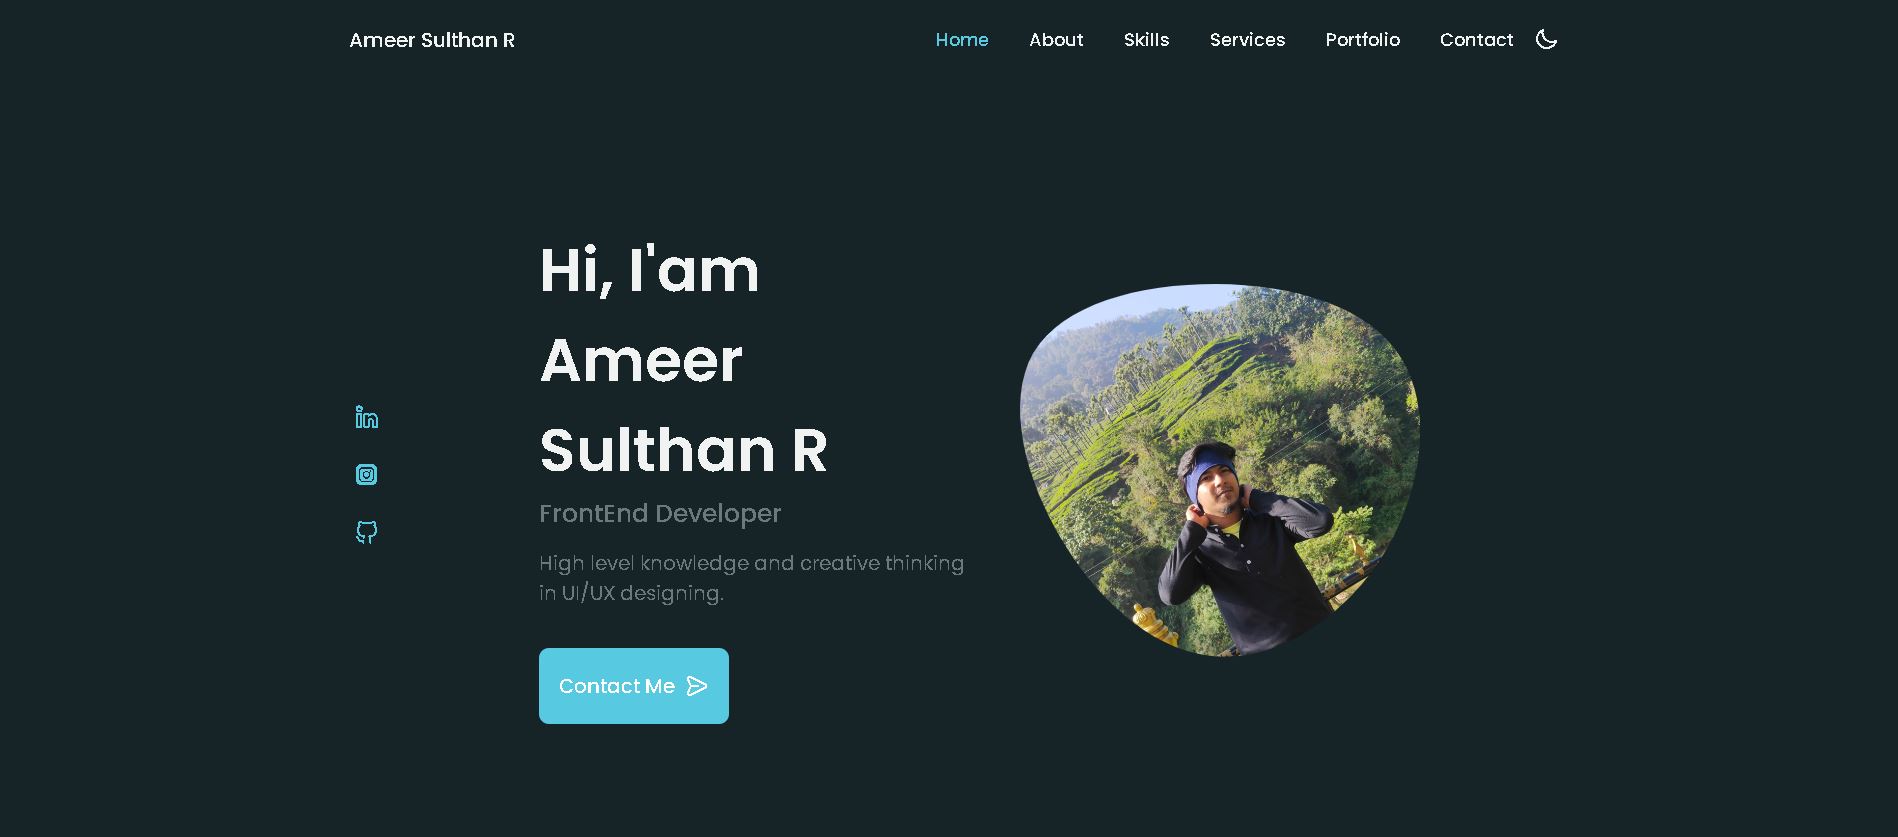 Ameer Sulthan R
Home About Skills Services Portfolio Contact
Hi, I'am
Ameer
Sulthan R
FrontEnd Developer
High level knowledge and creative thinking
in UI/UX designing.
Contact Me